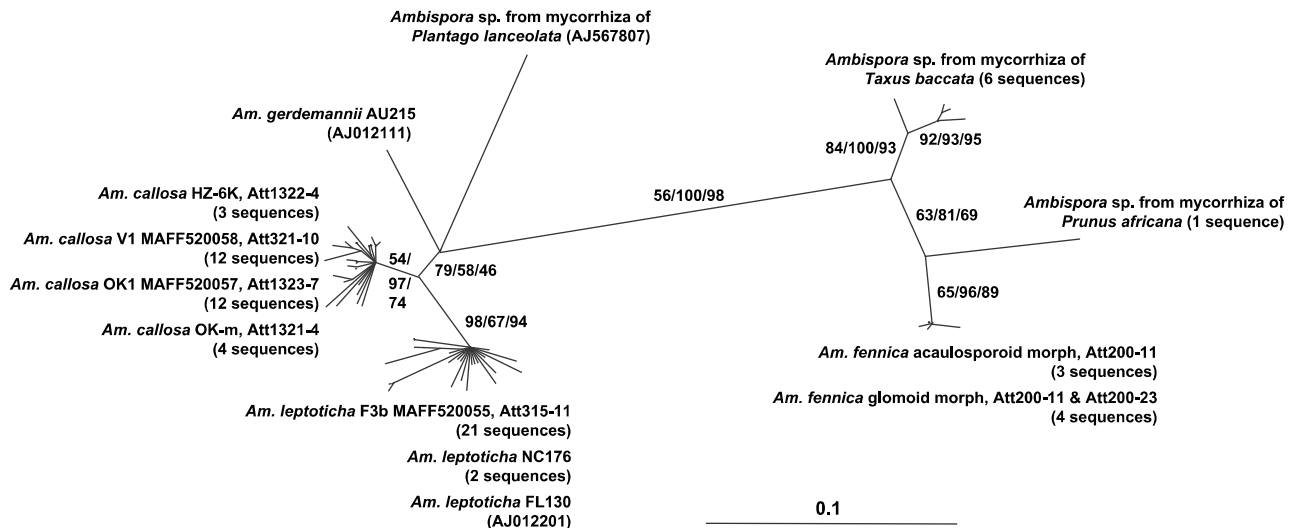 Ambispora sp. from mycorrhiza of
Plantago lanceolata (AJ567807)
Ambispora sp. from mycorrhiza of
Taxus baccata (6 sequences)
Am. gerdemannii AU215
(AJ012111)
84/100/93
92/93/95
Am. callosa HZ-6K, Att1322-4
(3 sequences)
56/100/98
63/81/69
Ambispora sp. from mycorrhiza of
Prunus africana (1 sequence)
Am. callosa V1 MAFF520058, Att321-10
(12 sequences)
54/
97/
74
79/58/46
Am. callosa OK1 MAFF520057, Att1323-7
(12 sequences)
65/96/89
Am. callosa OK-m, Att1321-4
(4 sequences)
98/67/94
Am. fennica acaulosporoid morph, Att200-11
(3 sequences)
Am. fennica glomoid morph, Att200-11 & Att200-23
(4 sequences)
Am. leptoticha F3b MAFF520055, Att315-11
(21 sequences)
Am. leptoticha NC176
(2 sequences)
Am. leptoticha FL130
(AJ012201)
0.1